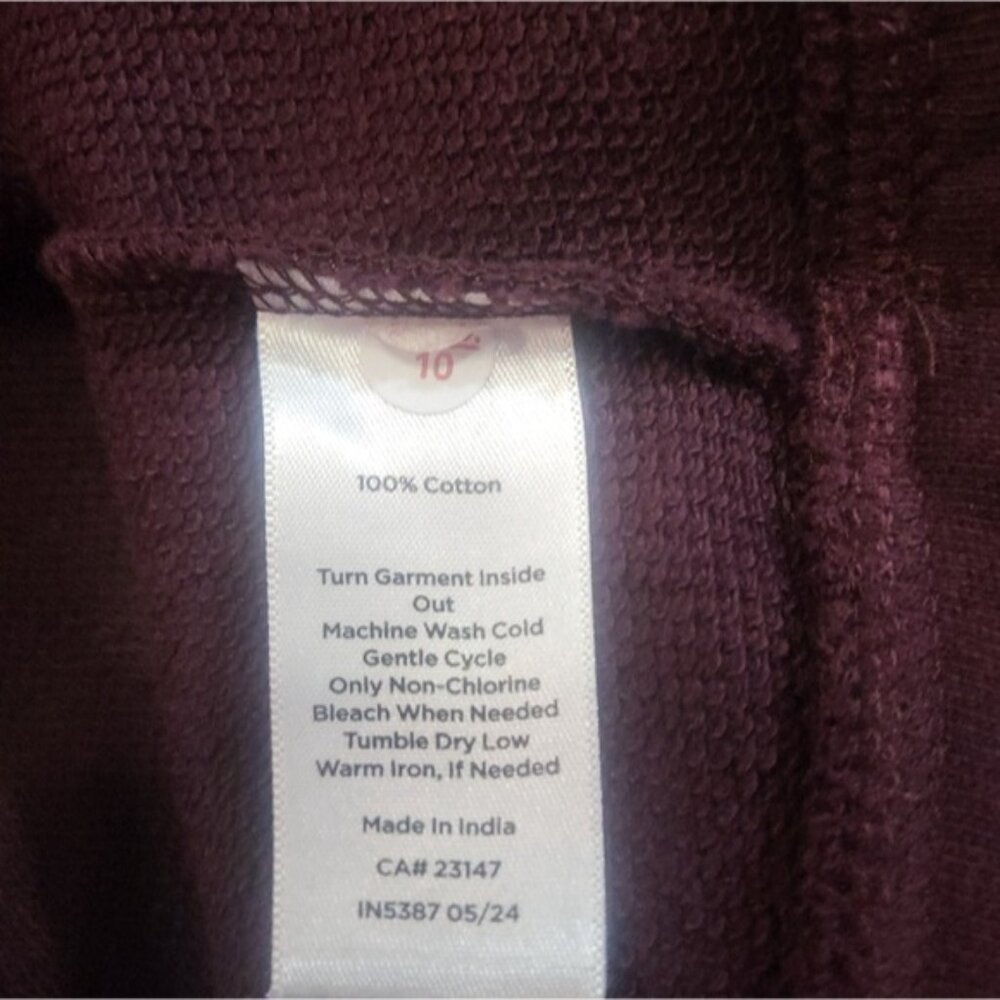 10
100% Cotton
Turn Garment Inside
Out
Machine Wash Cold
Gentle Cycle
Only Non-Chlorine
Bleach When Needed
Tumble Dry Low
Warm Iron, If Needed
Made In India
CA# 23147
IN5387 05/24